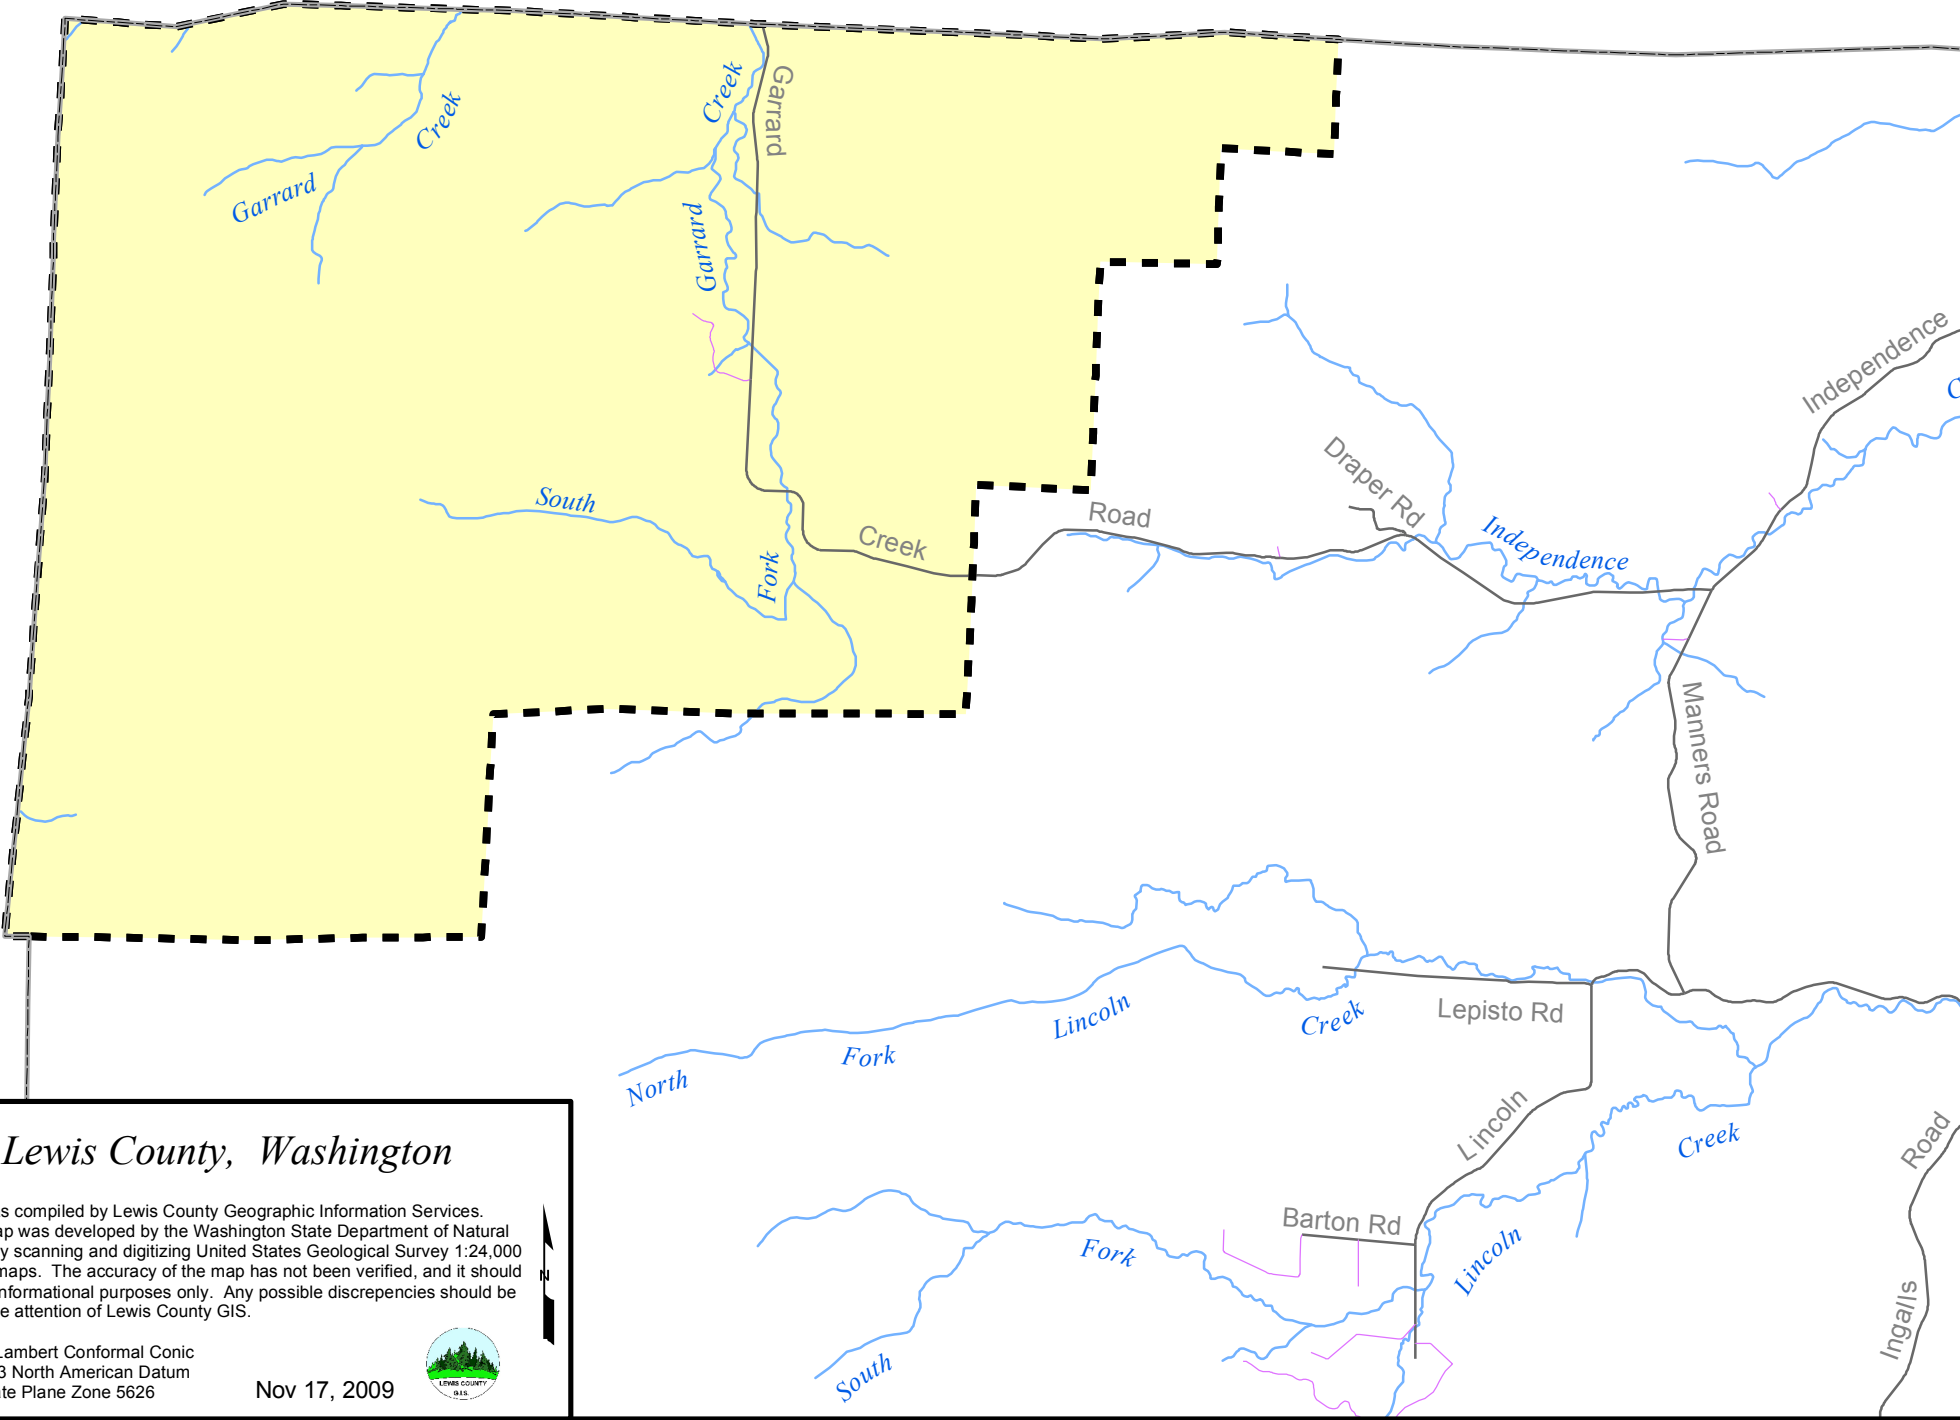 Creek
Garrard
Creek
Garrard
Garrard
South
Fork
Creek
Road
Draper Rd
Independence
Independence
C
Manners Road
North
Fork
Lincoln
Creek
Lepisto Rd
Lincoln
Creek
Barton Rd
Fork
Lincoln
South
Road
Ingalls
Lewis County, Washington
s compiled by Lewis County Geographic Information Services.
ap was developed by the Washington State Department of Natural
y scanning and digitizing United States Geological Survey 1:24,000
maps. The accuracy of the map has not been verified, and it should
nformational purposes only. Any possible discrepencies should be
e attention of Lewis County GIS.
N
Lambert Conformal Conic
3 North American Datum
te Plane Zone 5626
Nov 17, 2009
LEWIS COUNTY
G.I.S.